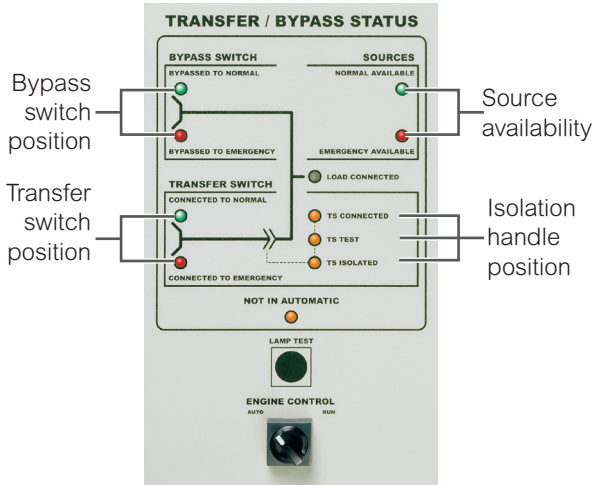 TRANSFER / BYPASS STATUS
BYPASS SWITCH
SOURCES
BYPASSED TO NORMAL
NORMAL AVAILABLE
Bypass
switch
position
Source
availability
BYPASSED TO EMERGENCY
EMERGENCY AVAILABLE
LOAD CONNECTED
TRANSFER SWITCH
CONNECTED TO NORMAL
TS CONNECTED
Transfer
switch
position
TS TEST
Isolation
handle
position
TS ISOLATED
CONNECTED TO EMERGENCY
NOT IN AUTOMATIC
LAMP TEST
ENGINE CONTROL
AUTO
RUN